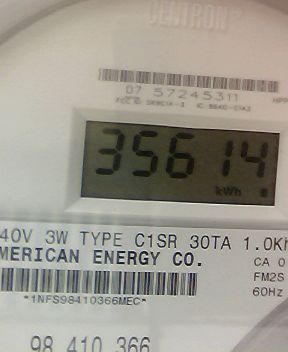 CENTRON
07 57245311
35614
kWh
40V 3W TYPE C1SR 30TA 1.0Kh
MERICAN ENERGY CO.
CA 0
FM2S
*1NFS98410366MEC*
60Hz
98 410 366